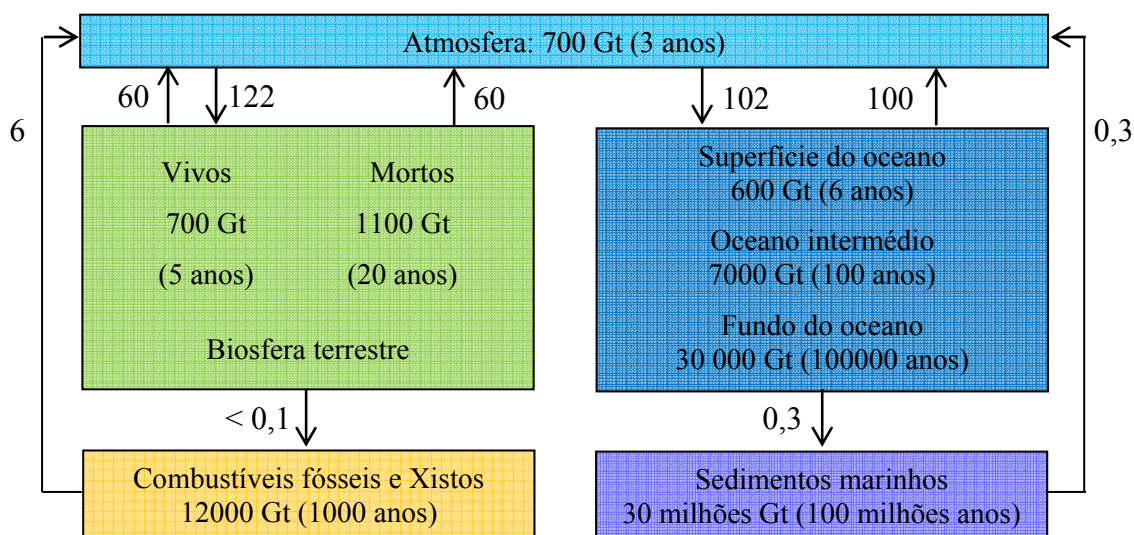 Atmosfera: 700 Gt (3 anos)
60
122
60
102
100
6
0,3
Vivos
Mortos
700 Gt
1100 Gt
(5 anos)
(20 anos)
Biosfera terrestre
Superfície do oceano
600 Gt (6 anos)
Oceano intermédio
7000 Gt (100 anos)
Fundo do oceano
30 000 Gt (100000 anos)
< 0,1
0,3
Combustíveis fósseis e Xistos
12000 Gt (1000 anos)
Sedimentos marinhos
30 milhões Gt (100 milhões anos)